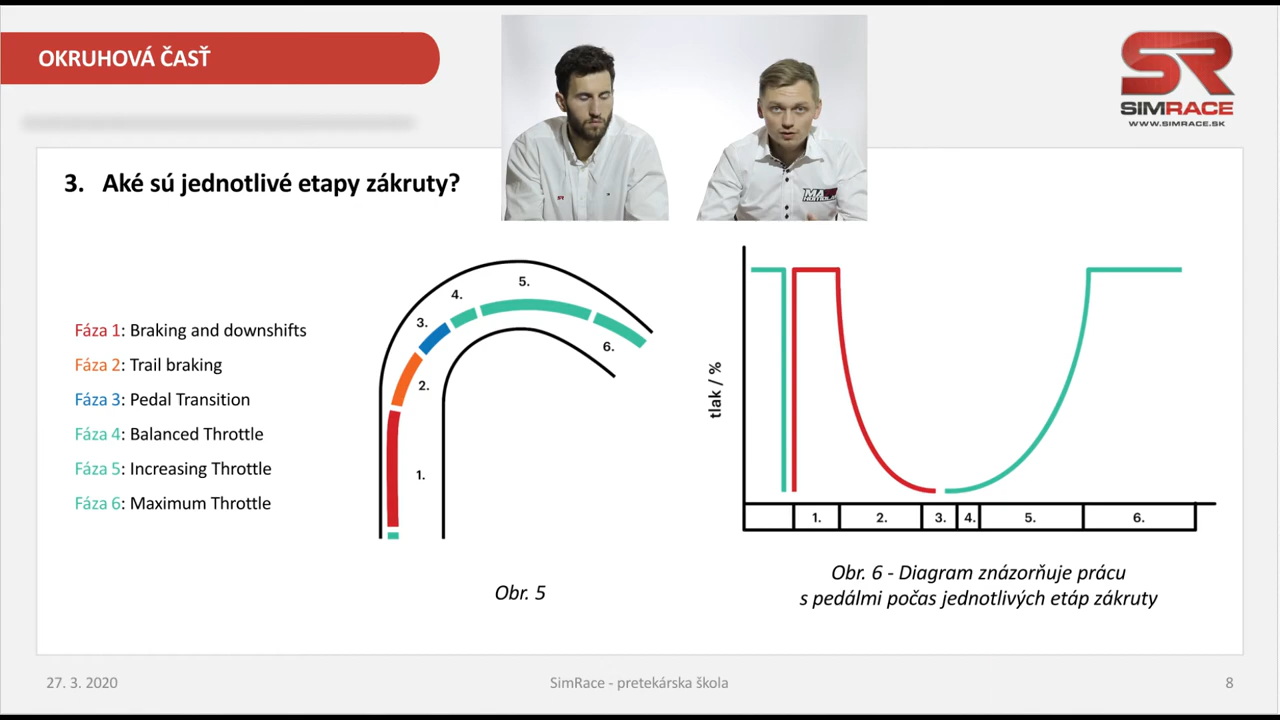 OKRUHOVÁ ČASŤ
SR
SIMRACE
WWW.SIMRACE.SK
3. Aké sú jednotlivé etapy zákruty?
Fáza 1: Braking and downshifts
Fáza 2: Trail braking
Fáza 3: Pedal Transition
Fáza 4: Balanced Throttle
Fáza 5: Increasing Throttle
Fáza 6: Maximum Throttle
5.
4.
3.
6.
2.
1.
Obr. 5
tlak / %
1. 2. 3. 4. 5. 6.
Obr. 6 - Diagram znázorňuje prácu
s pedálmi počas jednotlivých etáp zákruty
27. 3. 2020
SimRace - pretekárska škola
8